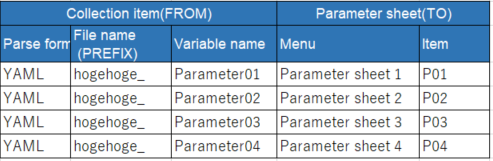 Collection item(FROM) Parameter sheet(TO)
Parse form File name (PREFIX) Variable name Menu Item
YAML hogehoge_ Parameter01 Parameter sheet 1 P01
YAML hogehoge_ Parameter02 Parameter sheet 2 P02
YAML hogehoge_ Parameter03 Parameter sheet 3 P03
YAML hogehoge_ Parameter04 Parameter sheet 4 P04